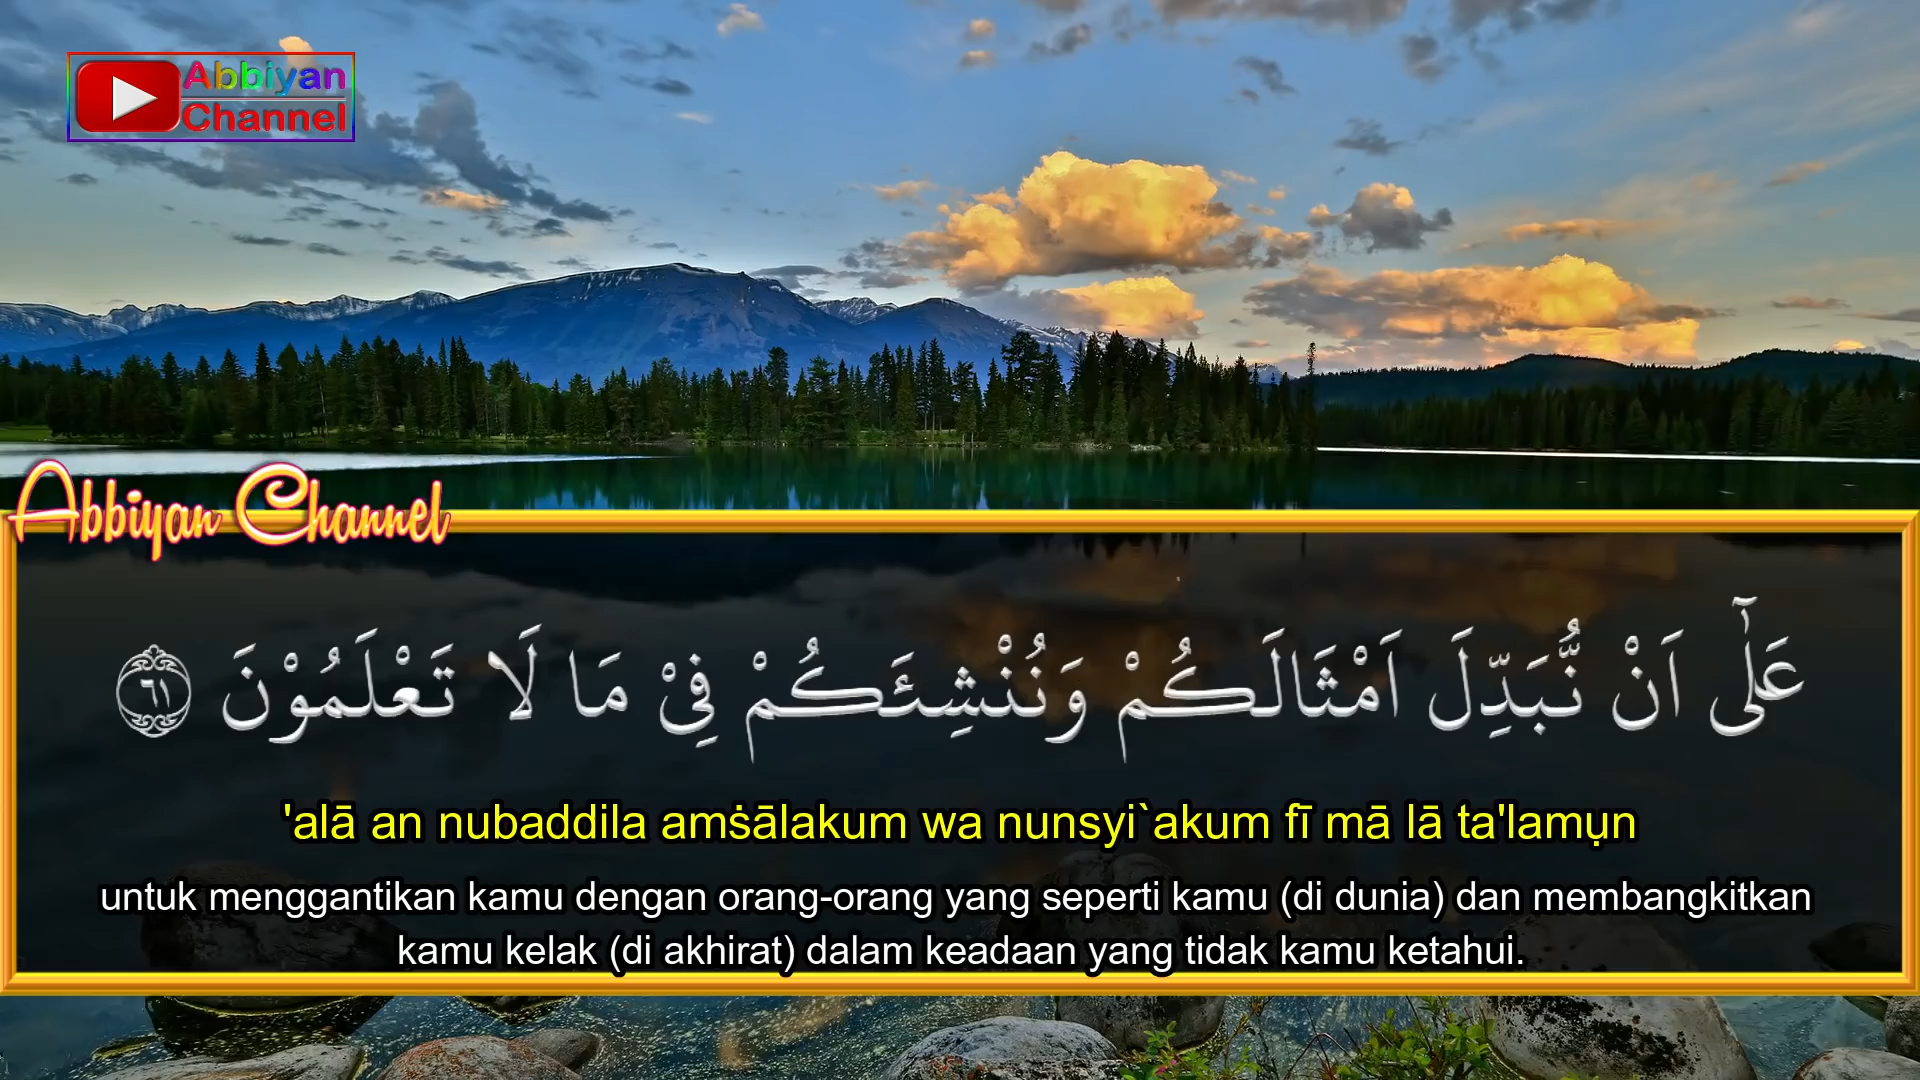 Abbiyan
Channel
Abbiyan Channel
عَلٰٓى اَنْ نُّبَدِّلَ اَمْثَالَكُمْ وَنُنْشِئَكُمْ فِيْ مَا لَا تَعْلَمُوْنَ ٦١
'alā an nubaddila amṡālakum wa nunsyi`akum fī mā lā ta'lamụn
untuk menggantikan kamu dengan orang-orang yang seperti kamu (di dunia) dan membangkitkan
kamu kelak (di akhirat) dalam keadaan yang tidak kamu ketahui.